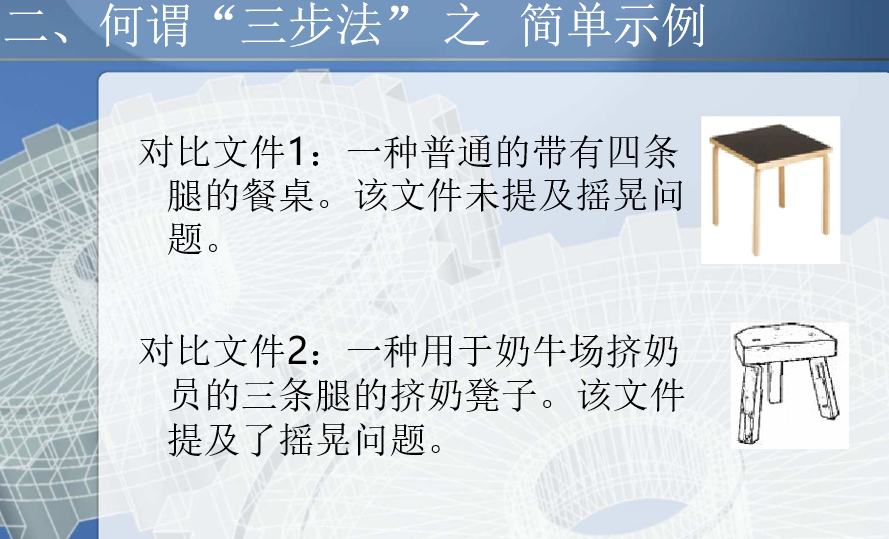 二、何谓“三步法” 之 简单示例
对比文件1：一种普通的带有四条
腿的餐桌。该文件未提及摇晃问
题。
对比文件2：一种用于奶牛场挤奶
员的三条腿的挤奶凳子。该文件
提及了摇晃问题。